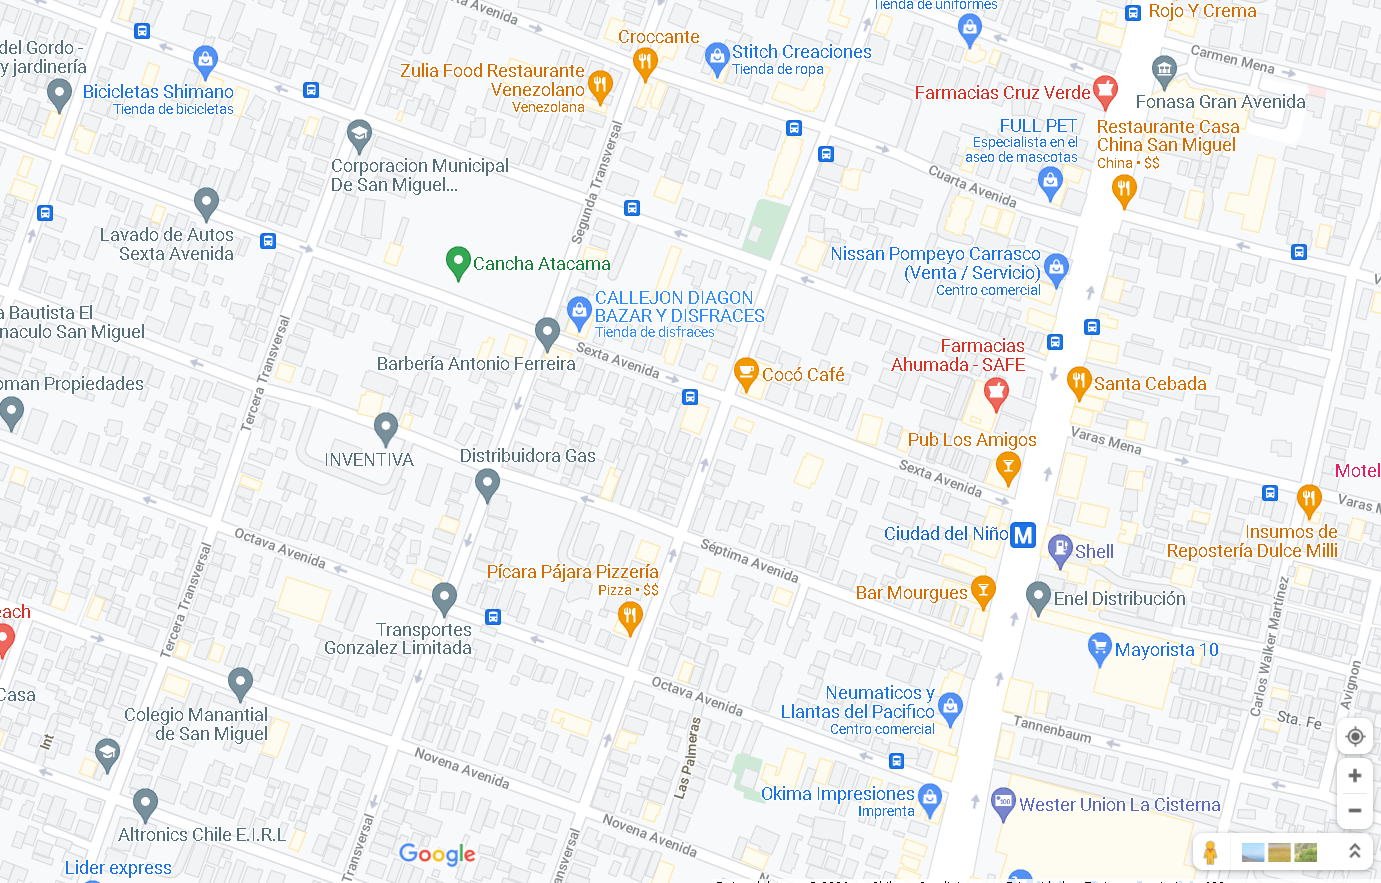 Tienda de uniformes
Rojo Y Crema
Croccante
Stitch Creaciones
Tienda de ropa
Carmen Mena
del Gordo -
y jardinería
Zulia Food Restaurante
Venezolano
Venezolana
Bicicletas Shimano
Tienda de bicicletas
Farmacias Cruz Verde
Fonasa Gran Avenida
FULL PET
Especialista en el
aseo de mascotas
Restaurante Casa
China San Miguel
China • $$
Corporacion Municipal
De San Miguel...
Segunda Transversal
Cuarta Avenida
Lavado de Autos
Sexta Avenida
Cancha Atacama
Nissan Pompeyo Carrasco
(Venta / Servicio)
Centro comercial
a Bautista El
naculo San Miguel
CALLEJON DIAGON
BAZAR Y DISFRACES
Tienda de disfraces
Tercera Transversal
Barbería Antonio Ferreira
Sexta Avenida
Farmacias
Ahumada - SAFE
Cocó Café
Santa Cebada
oman Propiedades
INVENTIVA
Distribuidora Gas
Pub Los Amigos
Varas Mena
Sexta Avenida
Motel
Varas M
Insumos de
Repostería Dulce Milli
Ciudad del Niño
M
Shell
Octava Avenida
Séptima Avenida
Pícara Pájara Pizzería
Pizza • $$
Bar Mourgues
Enel Distribución
Tercera Transversal
each
Transportes
Gonzalez Limitada
Mayorista 10
Carlos Walker Martínez
Avignon
Casa
Colegio Manantial
de San Miguel
Octava Avenida
Neumaticos y
Llantas del Pacifico
Centro comercial
Sta. Fe
Tannenbaum
Int
Las Palmeras
Novena Avenida
Okima Impresiones
Imprenta
Wester Union La Cisterna
Altronics Chile E.I.R.L
Novena Avenida
Transversal
Transversal
Google
Lider express